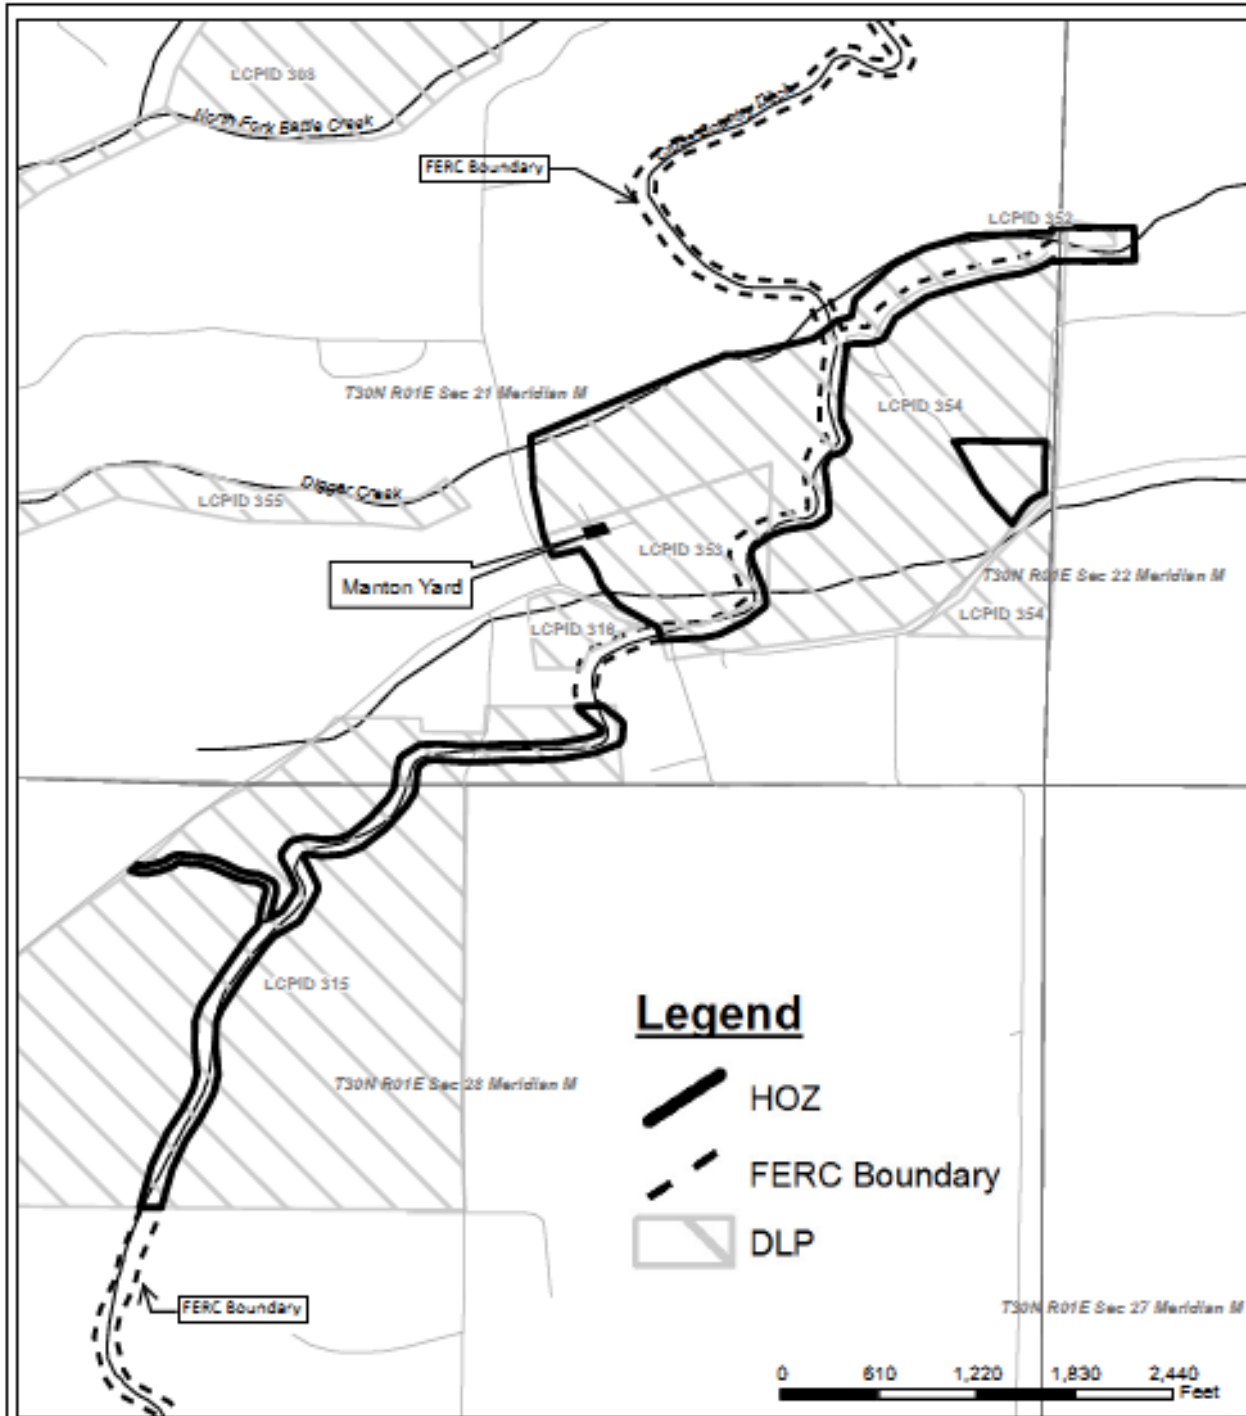 LCPID 308
North Fork Battle Creek
FERC Boundary
LCPID 352
T30N R01E Sec 21 Meridian M
LCPID 354
Digger Creek
LCPID 355
LCPID 353
Manton Yard
T30N R01E Sec 22 Meridian M
LCPID 354
LCPID 316
LCPID 315
Legend
T30N R01E Sec 28 Meridian M
HOZ
FERC Boundary
DLP
FERC Boundary
T30N R01E Sec 27 Meridian M
0 610 1,220 1,830 2,440
Feet